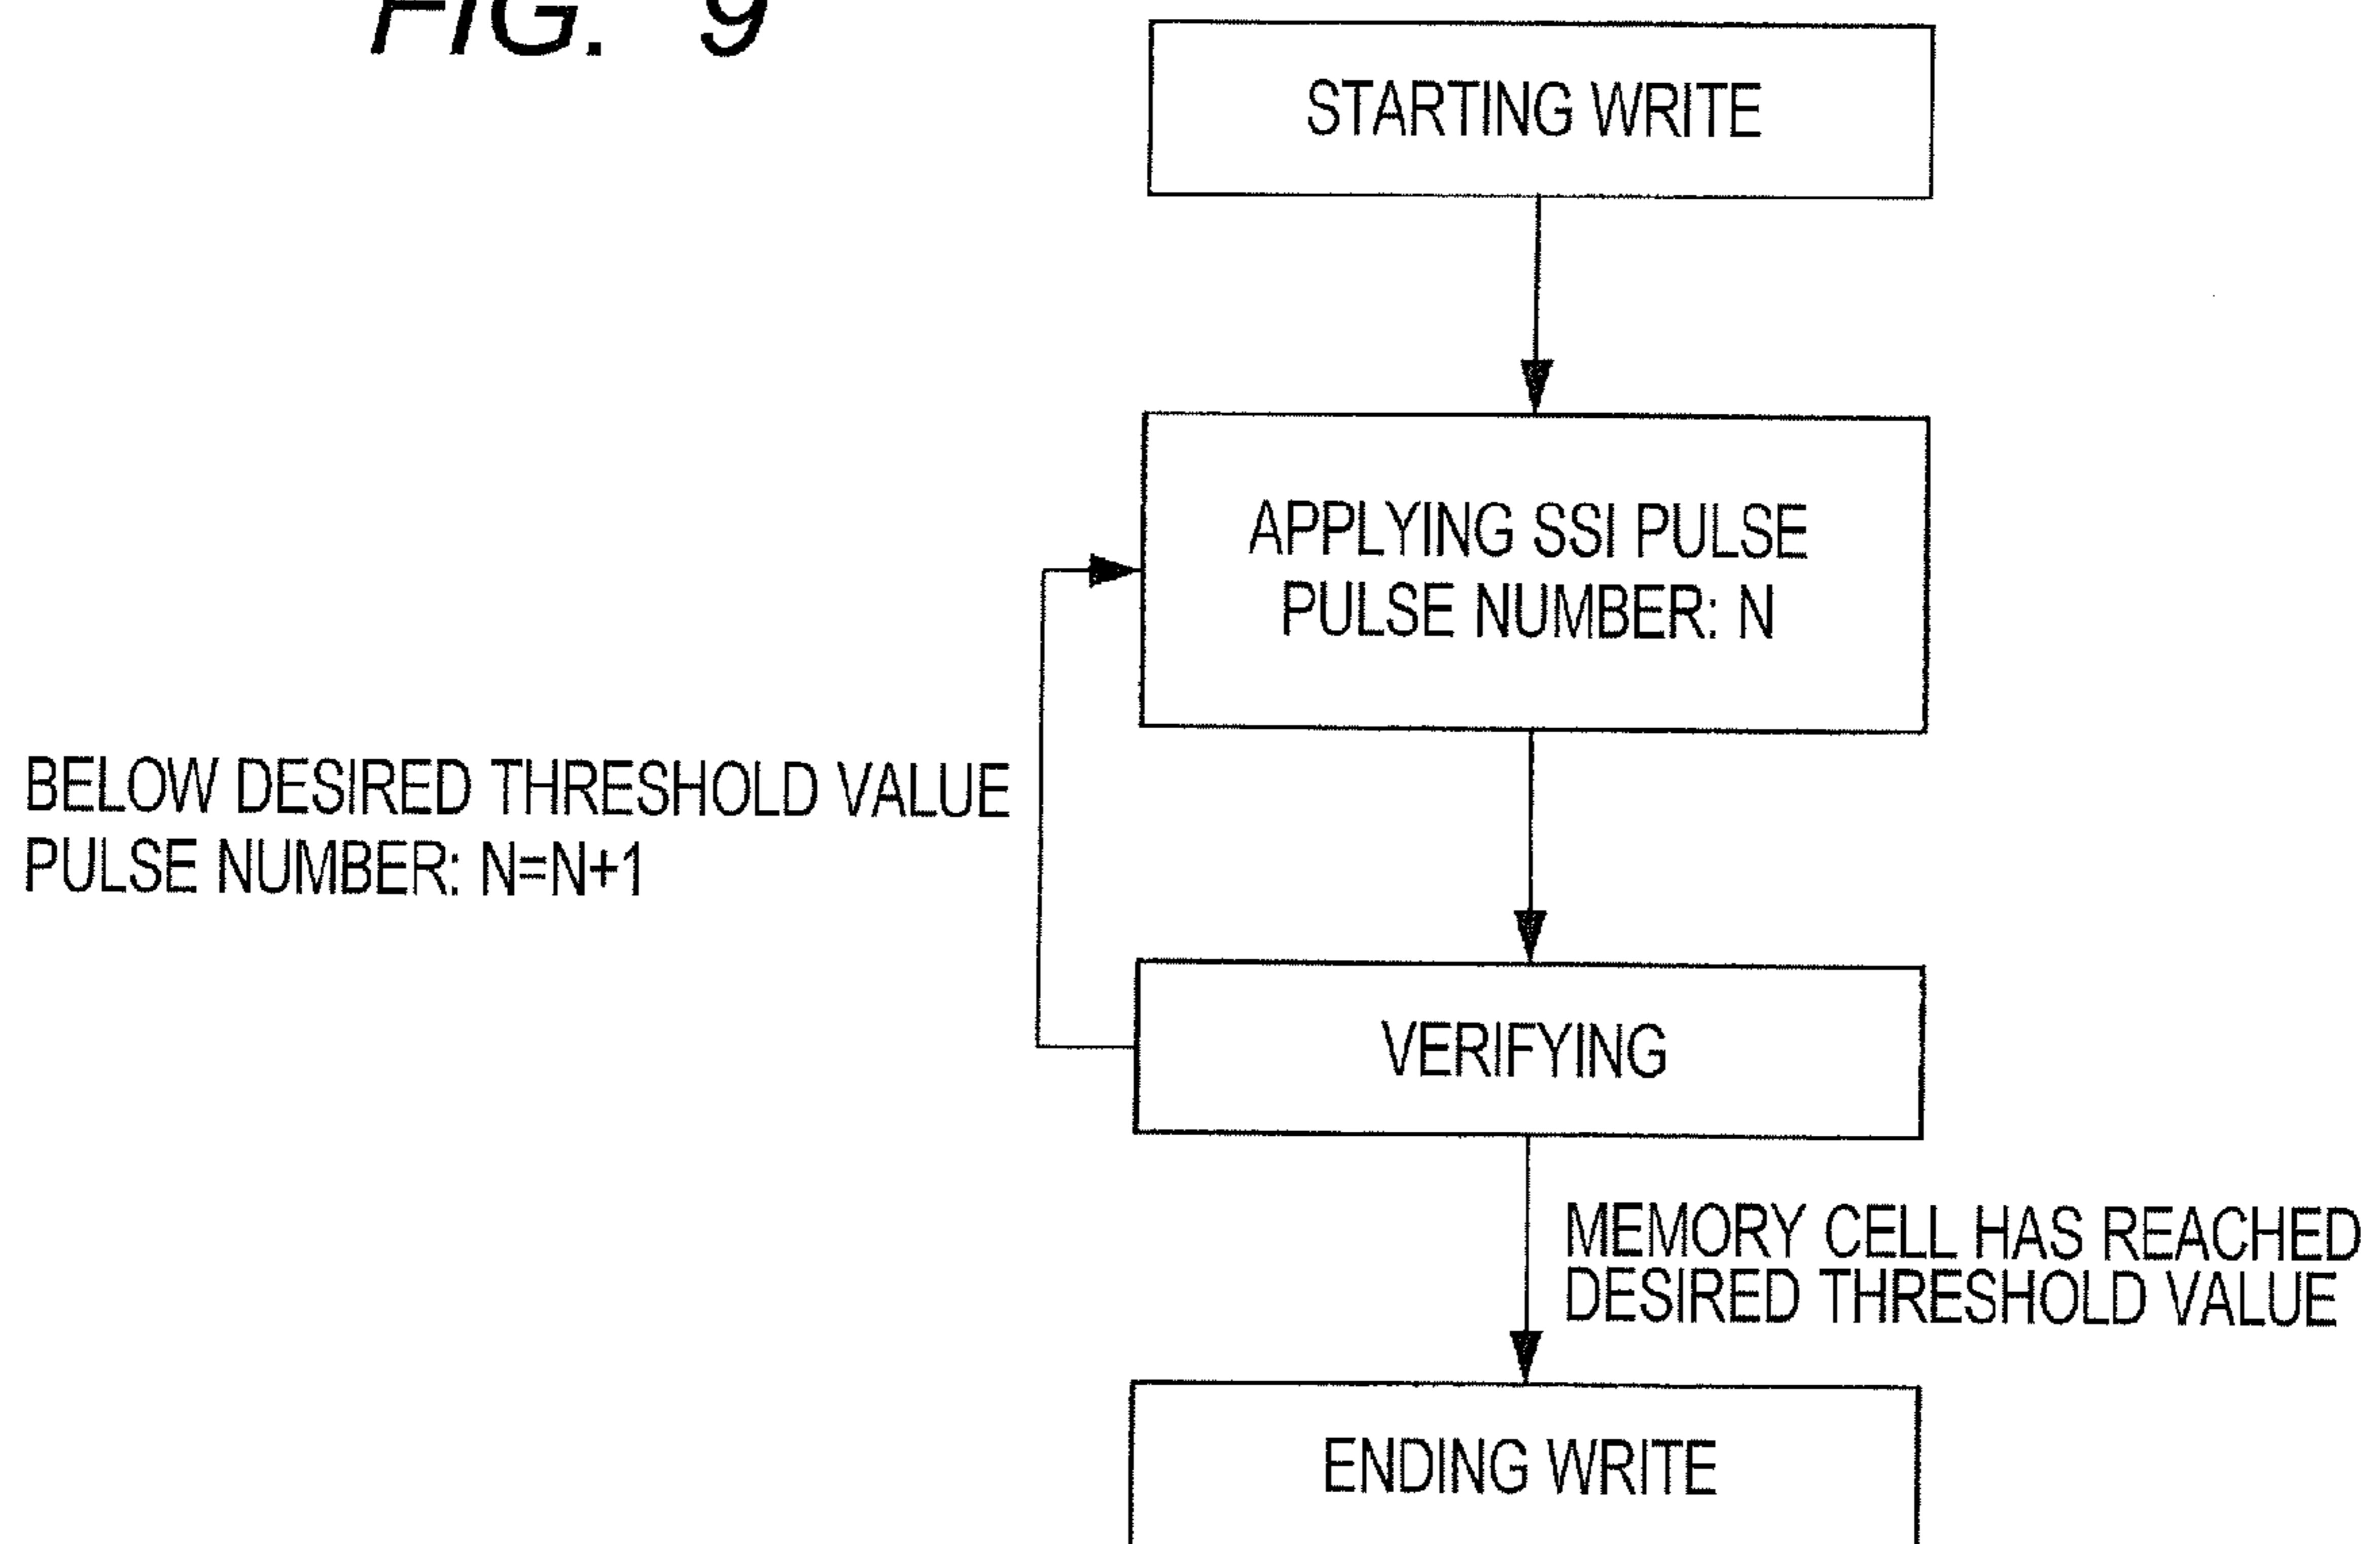 FIG. 9
STARTING WRITE
APPLYING SSI PULSE
PULSE NUMBER: N
BELOW DESIRED THRESHOLD VALUE
PULSE NUMBER: N=N+1
VERIFYING
MEMORY CELL HAS REACHED
DESIRED THRESHOLD VALUE
ENDING WRITE